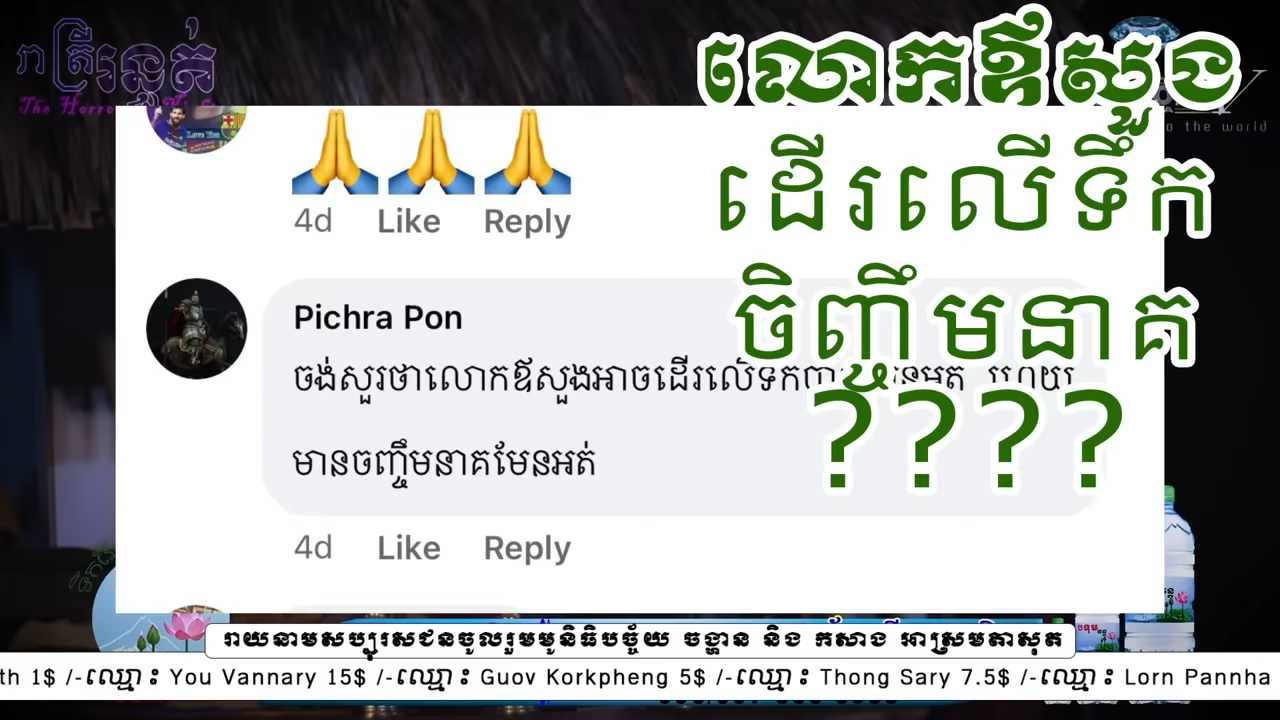 រាត្រីរន្ធត់
លោកឪសួង
The Horro
to the world
ដើរលើទឹក
4d Like Reply
ចិញ្ចឹមនាគ
Pichra Pon
ចង់សួរថាលោកឪសួងអាចដើរលើទឹក
????
មានចញ្ចឹមនាគមែនអត់
4d Like Reply
រាយនាមសប្បុរសជនចូលរួមមូនិធិបច្ច័យ ចង្ហាន និង កសាង អាស្រមតាសុត
th 1$ /-ឈ្មោះ You Vannary 15$ /-ឈ្មោះ Guov Korkpheng 5$ /-ឈ្មោះ Thong Sary 7.5$ /-ឈ្មោះ Lorn Pannha